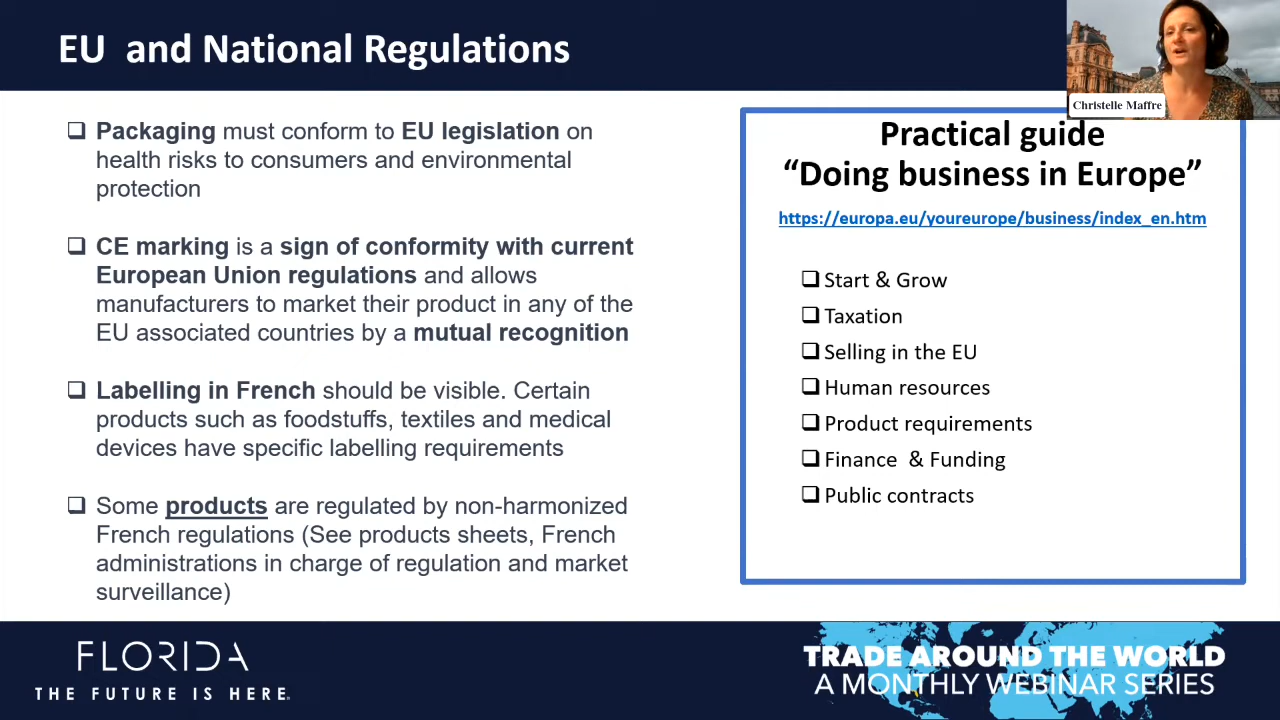 EU and National Regulations
Christelle Maffre
Packaging must conform to EU legislation on
health risks to consumers and environmental
protection
CE marking is a sign of conformity with current
European Union regulations and allows
manufacturers to market their product in any of the
EU associated countries by a mutual recognition
Labelling in French should be visible. Certain
products such as foodstuffs, textiles and medical
devices have specific labelling requirements
Some products are regulated by non-harmonized
French regulations (See products sheets, French
administrations in charge of regulation and market
surveillance)
Practical guide
“Doing business in Europe”
https://europa.eu/youreurope/business/index_en.htm
Start & Grow
Taxation
Selling in the EU
Human resources
Product requirements
Finance & Funding
Public contracts
FLORIDA
THE FUTURE IS HERE.
TRADE AROUND THE WORLD
A MONTHLY WEBINAR SERIES